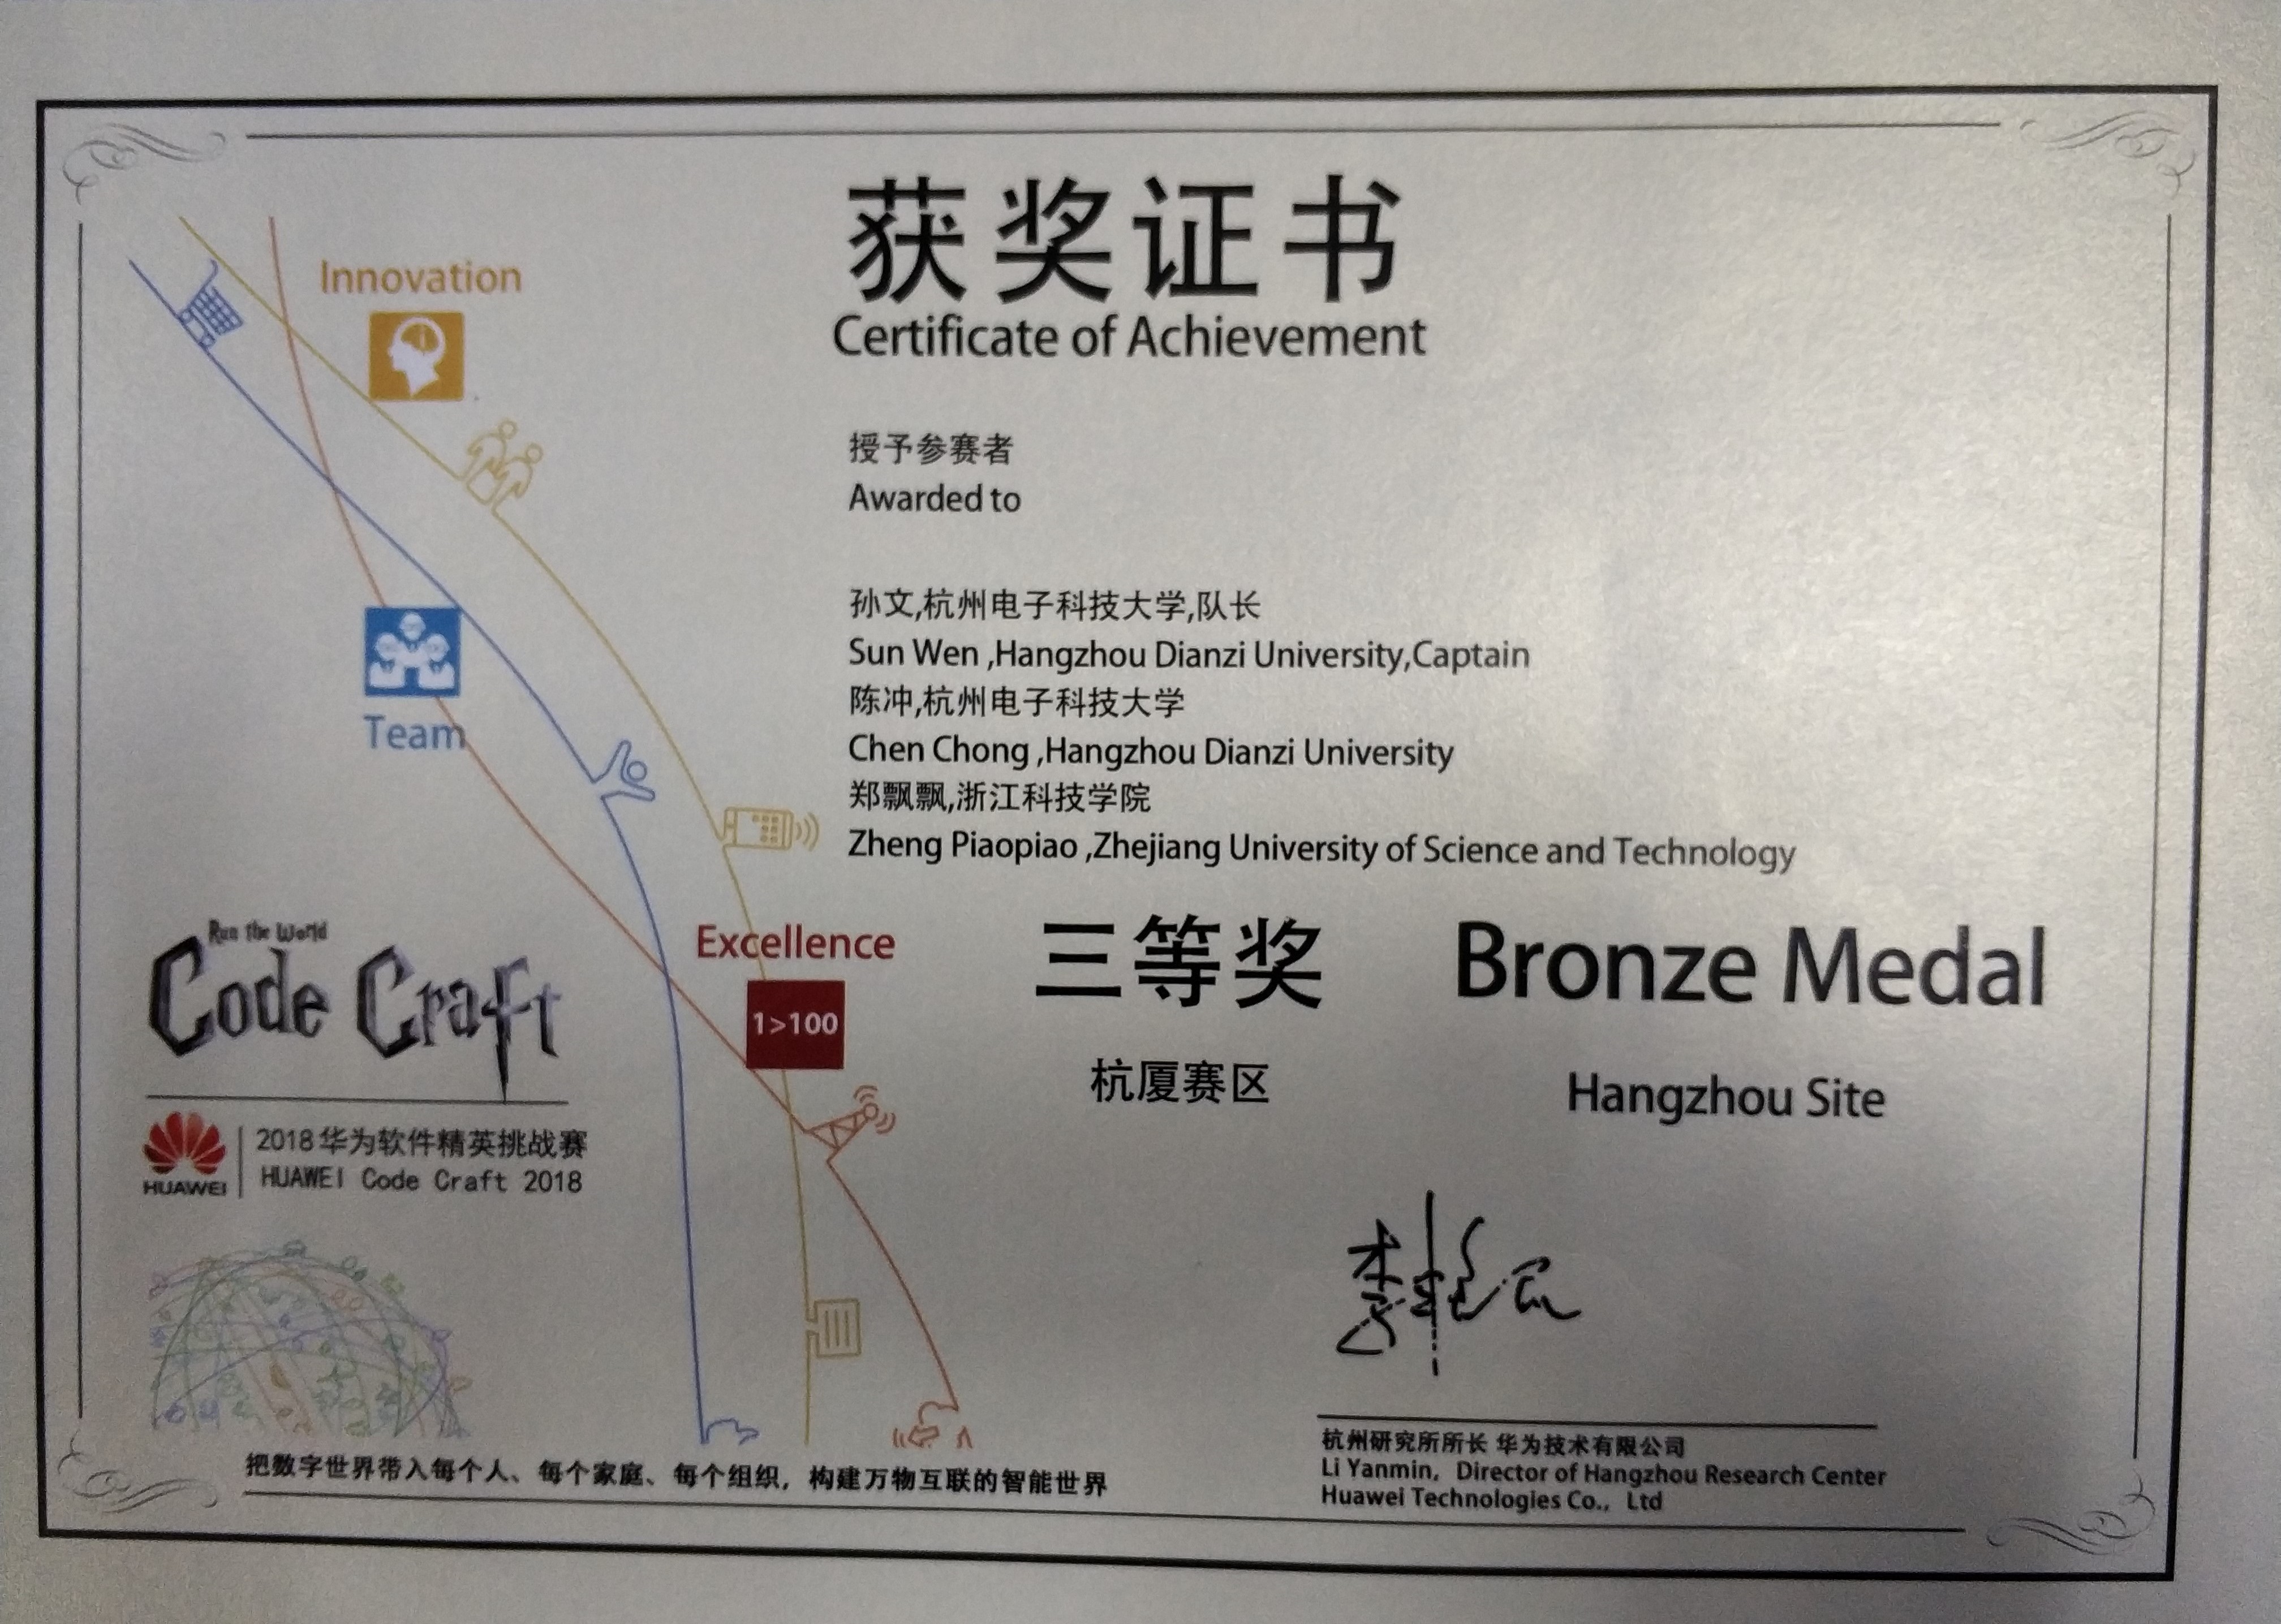 获奖证书
Certificate of Achievement
Innovation
授予参赛者
Awarded to
孙文,杭州电子科技大学,队长
Sun Wen ,Hangzhou Dianzi University,Captain
陈冲,杭州电子科技大学
Chen Chong ,Hangzhou Dianzi University
郑飘飘,浙江科技学院
Zheng Piaopiao ,Zhejiang University of Science and Technology
Team
Excellence
1>100
三等奖 Bronze Medal
杭厦赛区 Hangzhou Site
Run the World
Code Craft
HUAWEI
2018华为软件精英挑战赛
HUAWEI Code Craft 2018
把数字世界带入每个人、每个家庭、每个组织，构建万物互联的智能世界
杭州研究所所长 华为技术有限公司
Li Yanmin, Director of Hangzhou Research Center
Huawei Technologies Co., Ltd